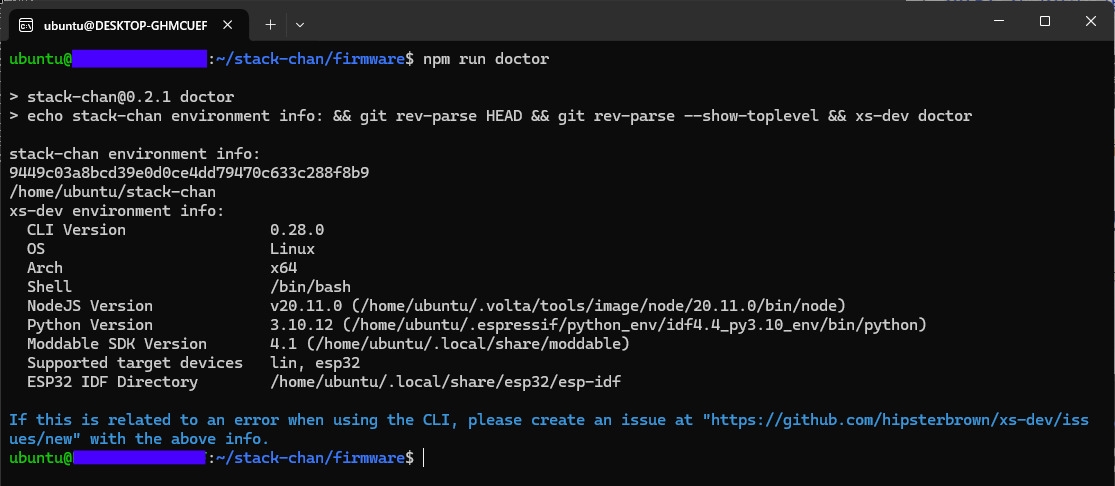 ubuntu@DESKTOP-GHMCUEF
ubuntu@ :~/stack-chan/firmware$ npm run doctor
> stack-chan@0.2.1 doctor
> echo stack-chan environment info: && git rev-parse HEAD && git rev-parse --show-toplevel && xs-dev doctor
stack-chan environment info:
9449c03a8bcd39e0d0ce4dd79470c633c288f8b9
/home/ubuntu/stack-chan
xs-dev environment info:
CLI Version 0.28.0
OS Linux
Arch x64
Shell /bin/bash
NodeJS Version v20.11.0 (/home/ubuntu/.volta/tools/image/node/20.11.0/bin/node)
Python Version 3.10.12 (/home/ubuntu/.espressif/python_env/idf4.4_py3.10_env/bin/python)
Moddable SDK Version 4.1 (/home/ubuntu/.local/share/moddable)
Supported target devices lin, esp32
ESP32 IDF Directory /home/ubuntu/.local/share/esp32/esp-idf
If this is related to an error when using the CLI, please create an issue at "https://github.com/hipsterbrown/xs-dev/iss
ues/new" with the above info.
ubuntu@ :~/stack-chan/firmware$